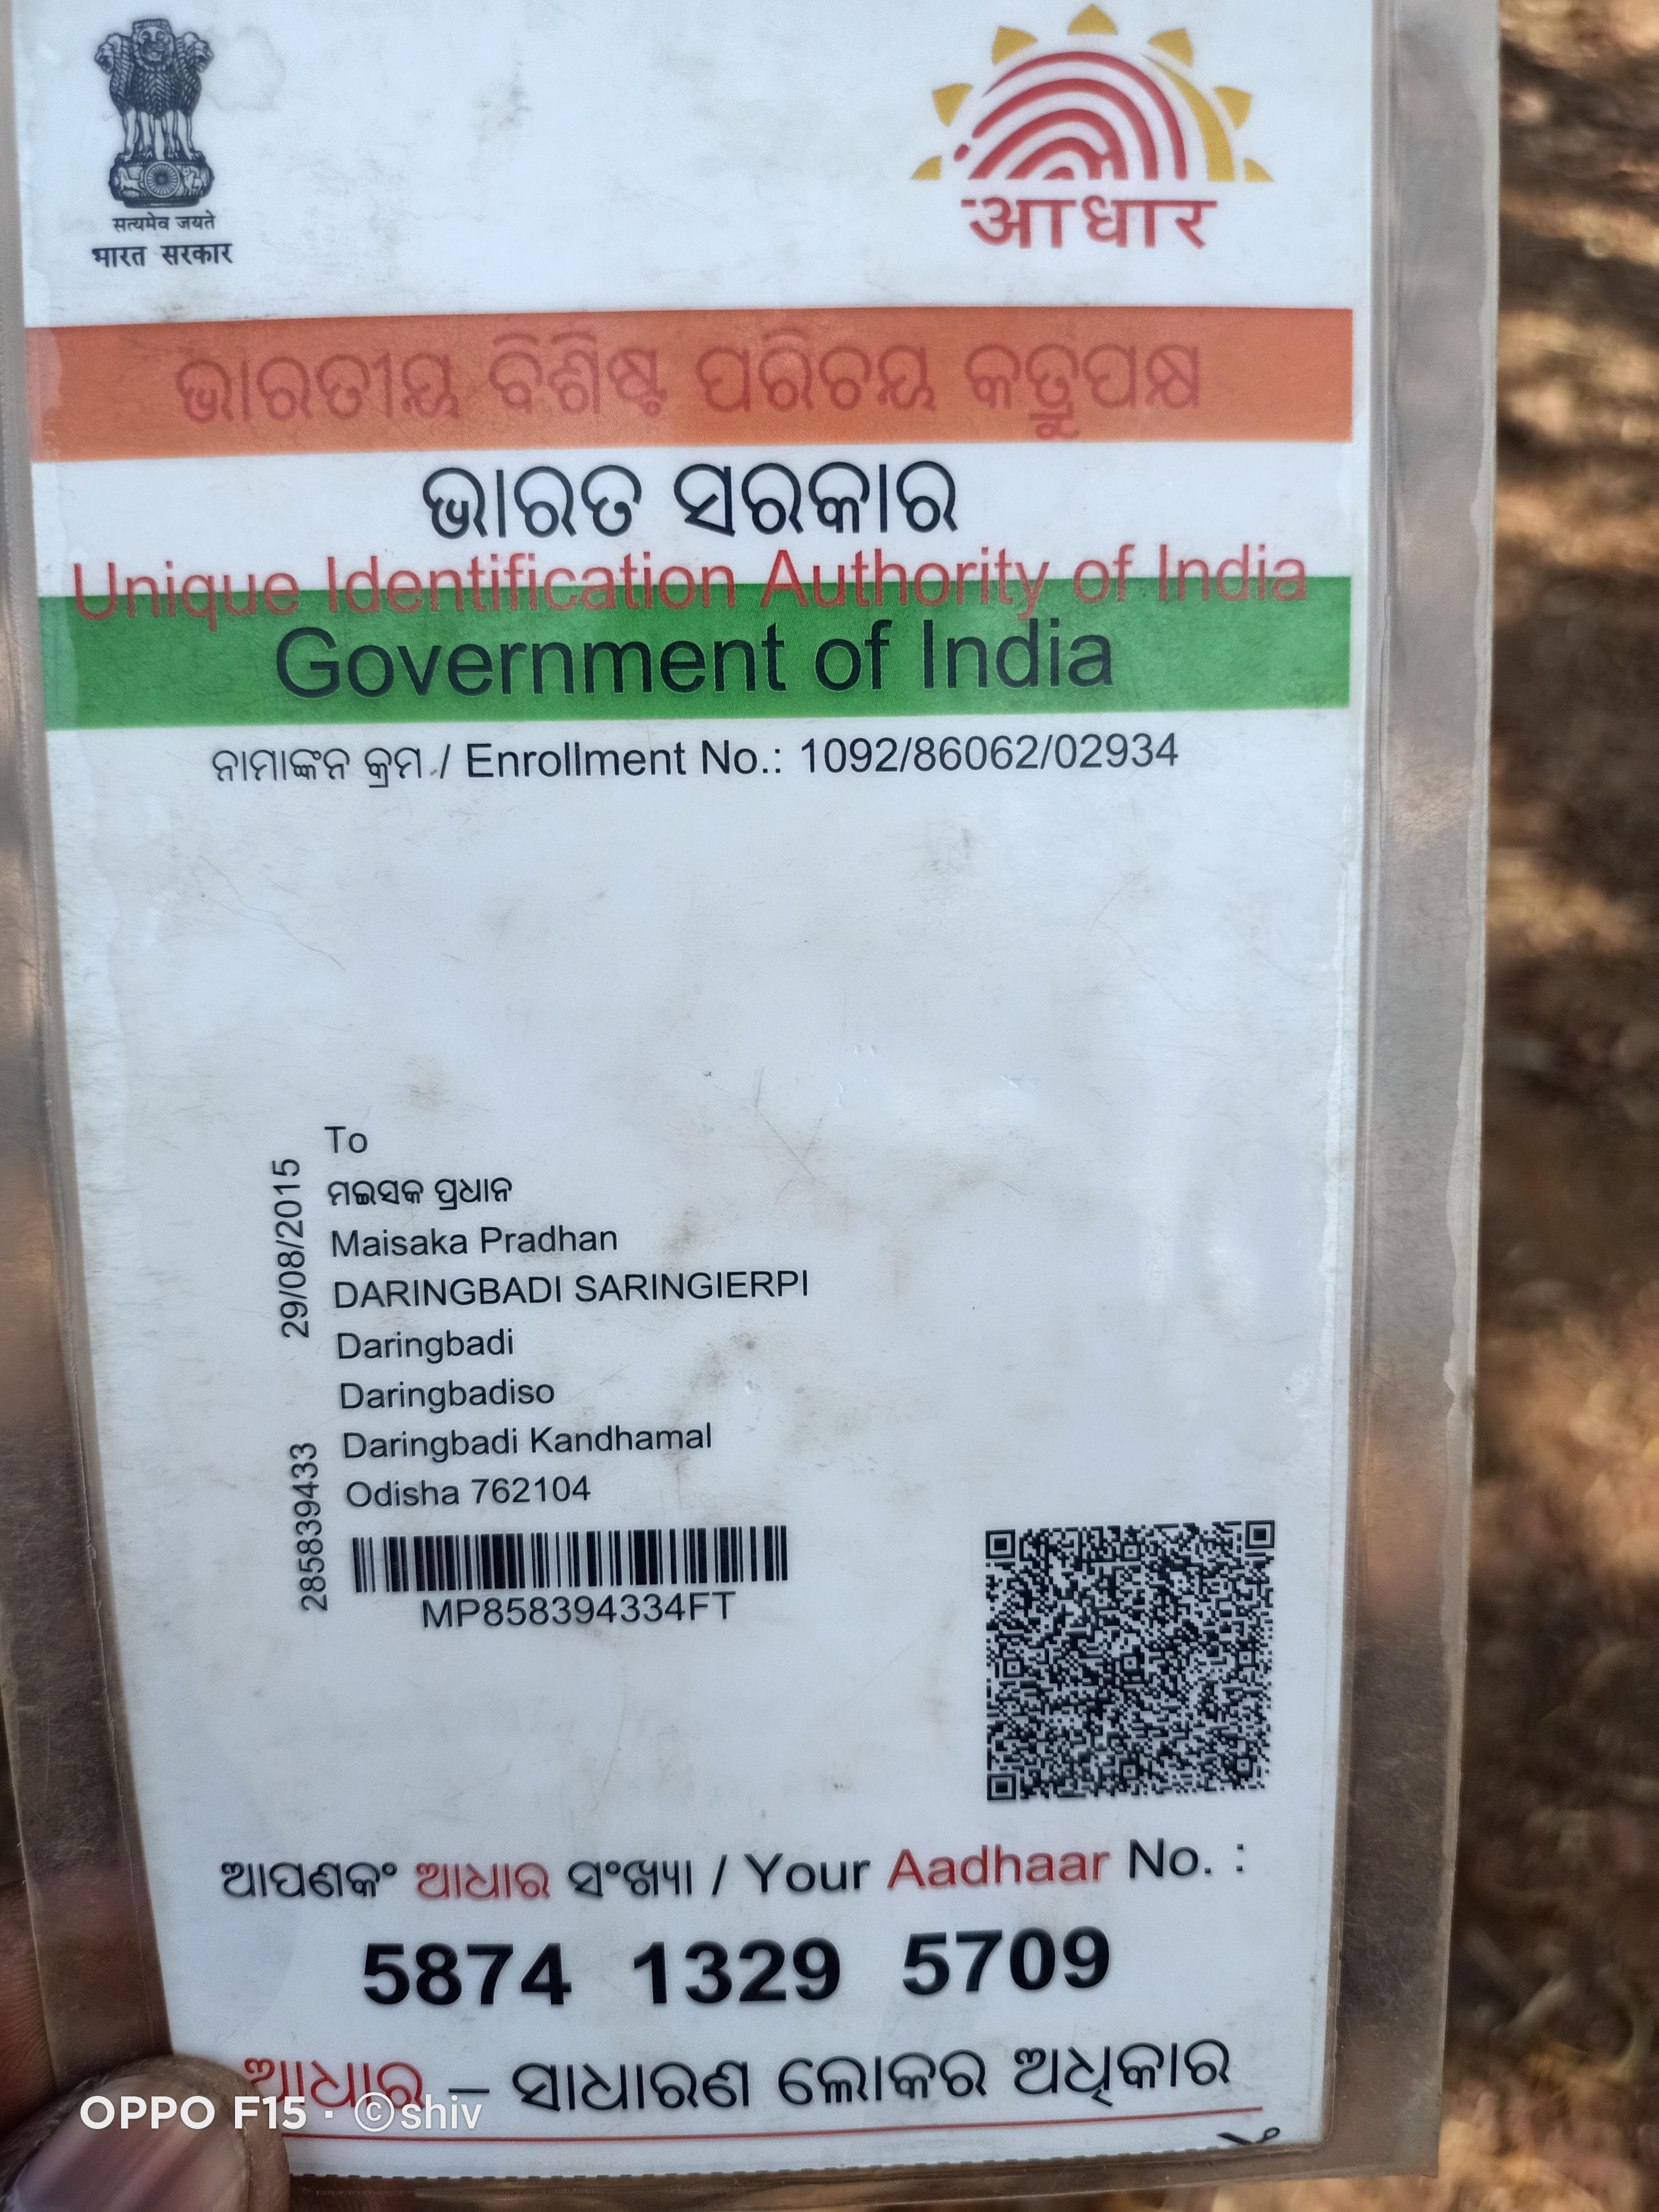 सत्यमेव जयते
भारत सरकार
आधार
ଭାରତୀୟ ବିଶିଷ୍ଟ ପରିଚୟ କତ୍ରୁପକ୍ଷ
ଭାରତ ସରକାର
Unique Identification Authority of India
Government of India
ନାମାଙ୍କନ କ୍ରମ / Enrollment No.: 1092/86062/02934
To
ମଇସକ ପ୍ରଧାନ
Maisaka Pradhan
DARINGBADI SARINGIERPI
Daringbadi
Daringbadiso
Daringbadi Kandhamal
Odisha 762104
29/08/2015
285839433
MP858394334FT
ଆପଣଙ୍କ ଆଧାର ସଂଖ୍ୟା / Your Aadhaar No. :
5874 1329 5709
ଆଧାର – ସାଧାରଣ ଲୋକର ଅଧିକାର
OPPO F15 · ©shiv